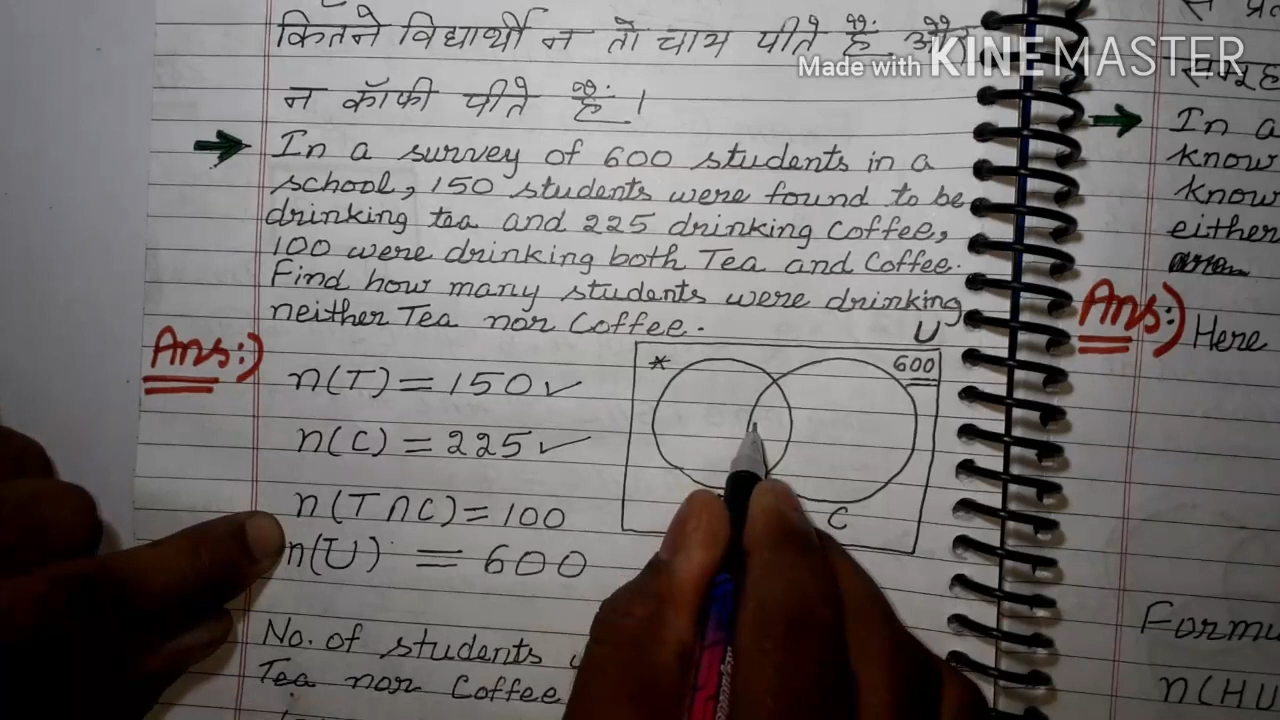 कितने विद्यार्थी न तो चाय पीते हैं और
Made with KINEMASTER
न कॉफी पीते हैं।
In a survey of 600 students in a
school, 150 students were found to be
drinking tea and 225 drinking Coffee,
100 were drinking both Tea and Coffee.
Find how many students were drinking
neither Tea nor Coffee.
Ans:)
n(T) = 150 ✓
n(C) = 225 ✓
n(T∩C) = 100
n(U) = 600
No. of students
Tea nor Coffee
U
*
600
C
In a
know
know
either
Ans:)
Here
Formu
n(HU